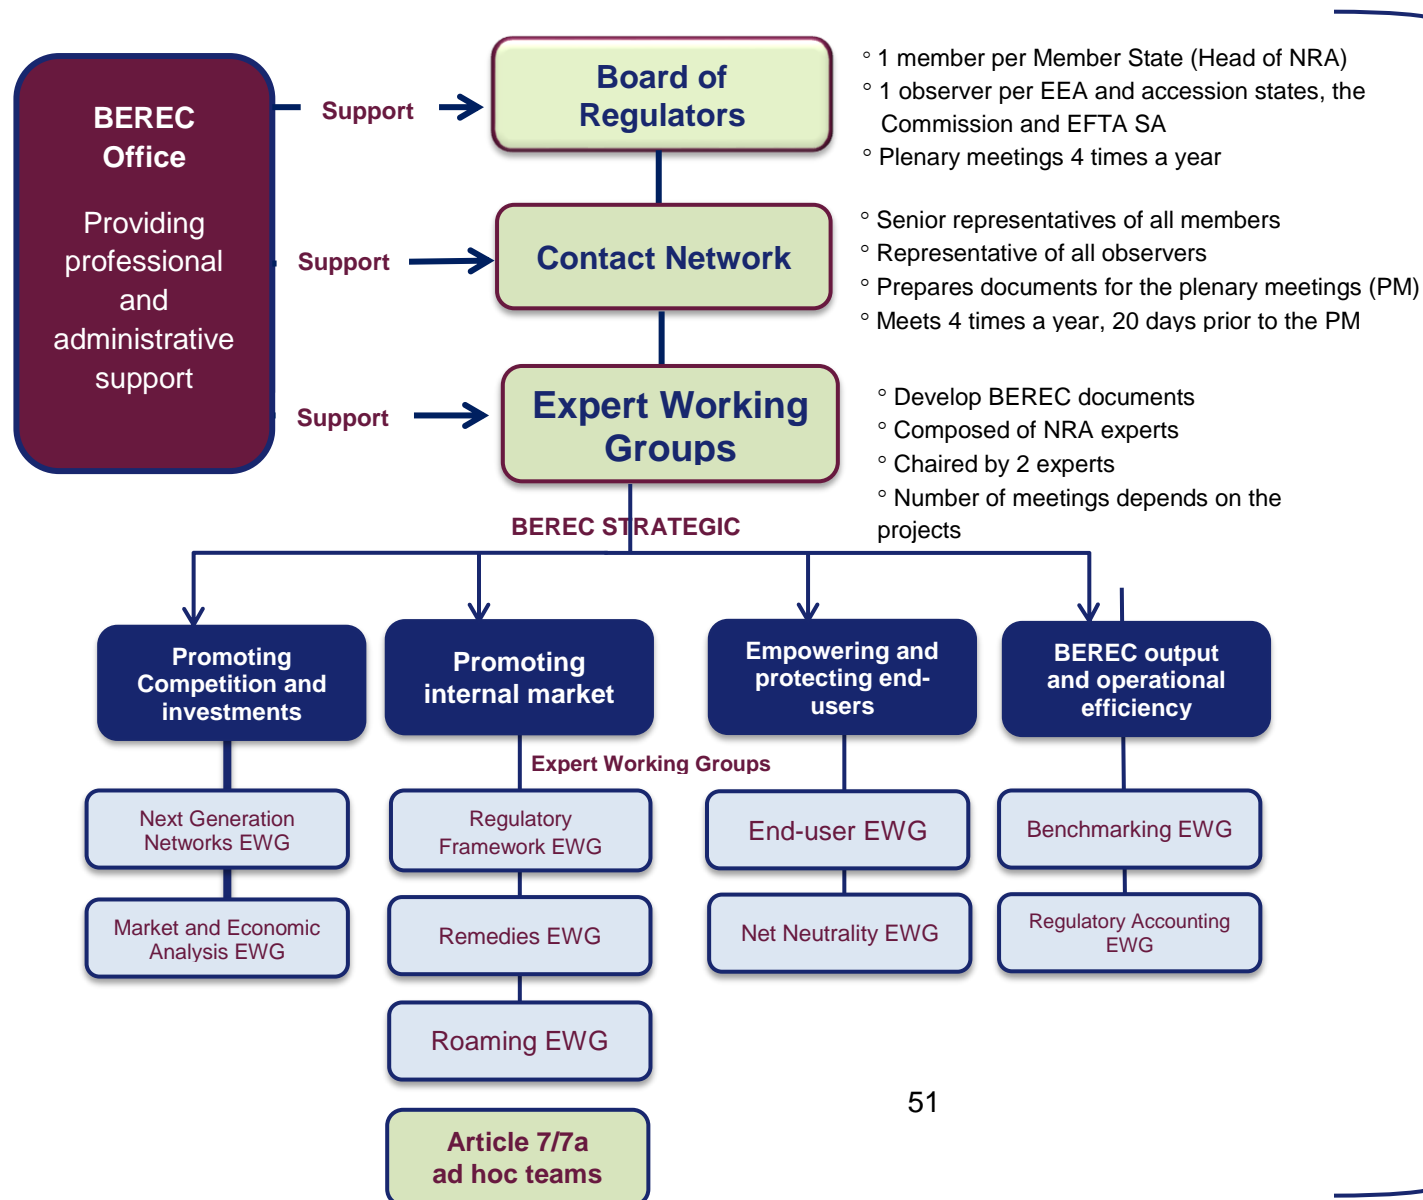 BEREC
Office
Providing
professional
and
administrative
support
Support
Board of
Regulators
° 1 member per Member State (Head of NRA)
° 1 observer per EEA and accession states, the
Commission and EFTA SA
° Plenary meetings 4 times a year
Support
Contact Network
° Senior representatives of all members
° Representative of all observers
° Prepares documents for the plenary meetings (PM)
° Meets 4 times a year, 20 days prior to the PM
Support
Expert Working
Groups
° Develop BEREC documents
° Composed of NRA experts
° Chaired by 2 experts
° Number of meetings depends on the
projects
BEREC STRATEGIC
Promoting
Competition and
investments
Promoting
internal market
Empowering and
protecting end-
users
BEREC output
and operational
efficiency
Expert Working Groups
Next Generation
Networks EWG
Regulatory
Framework EWG
End-user EWG
Benchmarking EWG
Market and Economic
Analysis EWG
Remedies EWG
Net Neutrality EWG
Regulatory Accounting
EWG
Roaming EWG
51
Article 7/7a
ad hoc teams